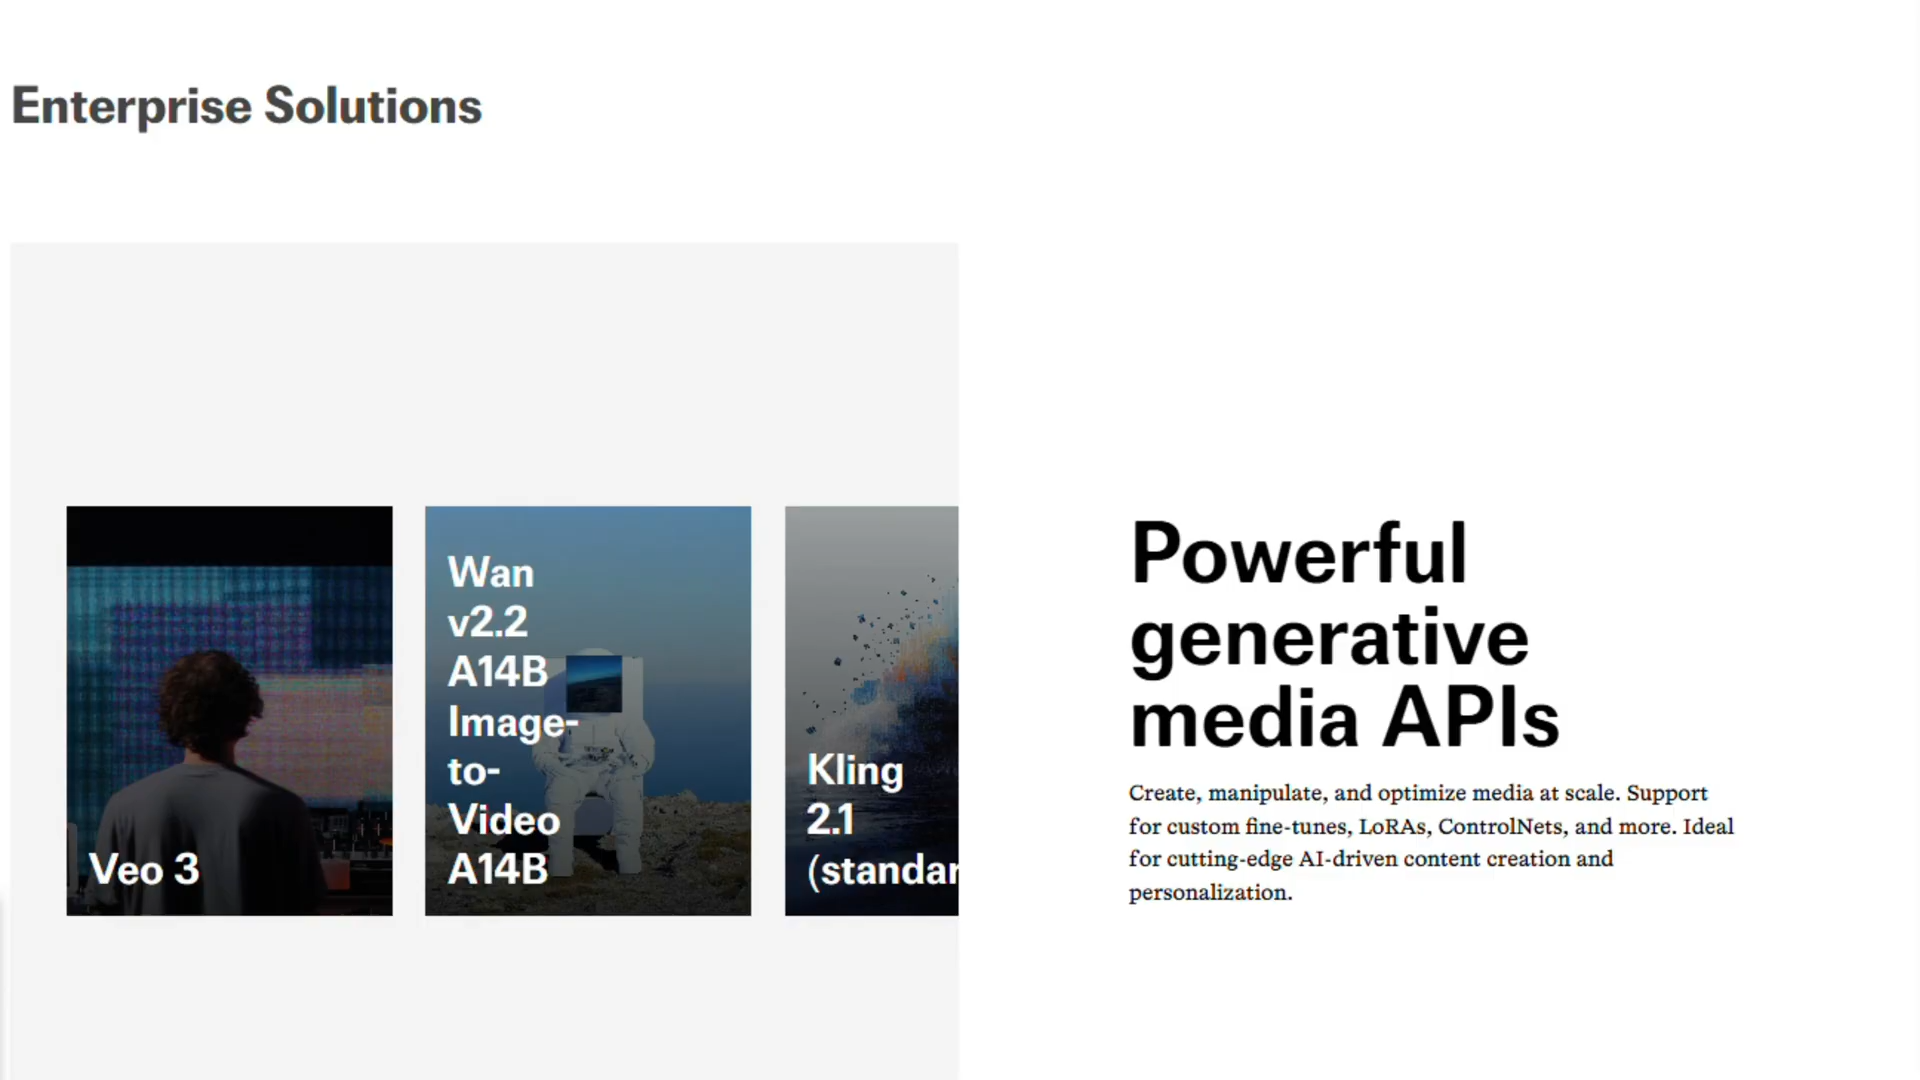 Enterprise Solutions
Veo 3
Wan
v2.2
A14B
Image-
to-
Video
A14B
Kling
2.1
(standar
Powerful
generative
media APIs
Create, manipulate, and optimize media at scale. Support
for custom fine-tunes, LoRAs, ControlNets, and more. Ideal
for cutting-edge AI-driven content creation and
personalization.